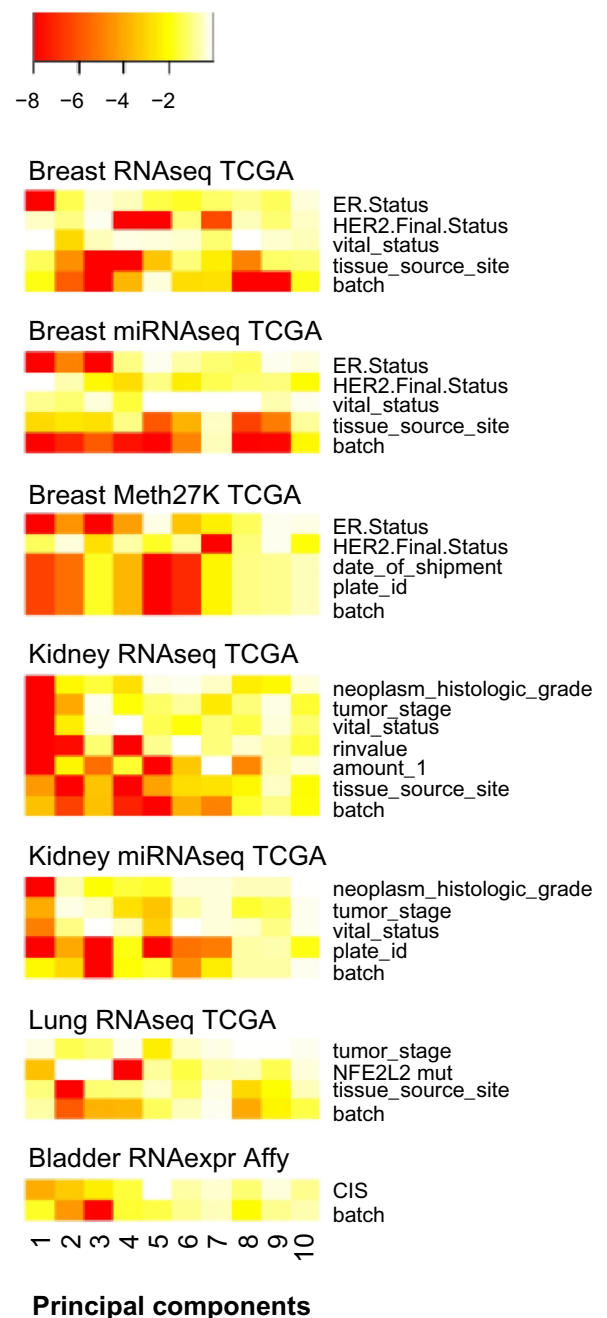 −8 −6 −4 −2
Breast RNAseq TCGA
ER.Status
HER2.Final.Status
vital_status
tissue_source_site
batch
Breast miRNAseq TCGA
ER.Status
HER2.Final.Status
vital_status
tissue_source_site
batch
Breast Meth27K TCGA
ER.Status
HER2.Final.Status
date_of_shipment
plate_id
batch
Kidney RNAseq TCGA
neoplasm_histologic_grade
tumor_stage
vital_status
rinvalue
amount_1
tissue_source_site
batch
Kidney miRNAseq TCGA
neoplasm_histologic_grade
tumor_stage
vital_status
plate_id
batch
Lung RNAseq TCGA
tumor_stage
NFE2L2 mut
tissue_source_site
batch
Bladder RNAexpr Affy
CIS
batch
1 2 3 4 5 6 7 8 9 10
Principal components